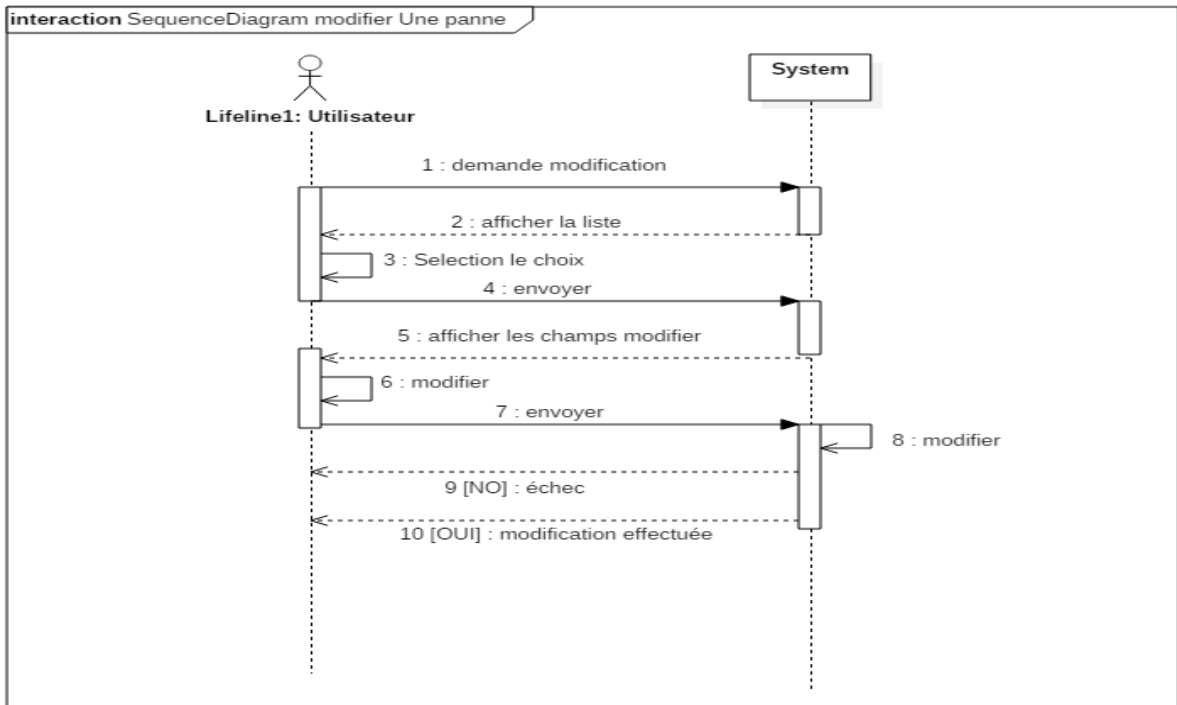 interaction SequenceDiagram modifier Une panne
System
Lifeline1: Utilisateur
1 : demande modification
2 : afficher la liste
3 : Selection le choix
4 : envoyer
5 : afficher les champs modifier
6 : modifier
7 : envoyer
8 : modifier
9 [NO] : échec
10 [OUI] : modification effectuée